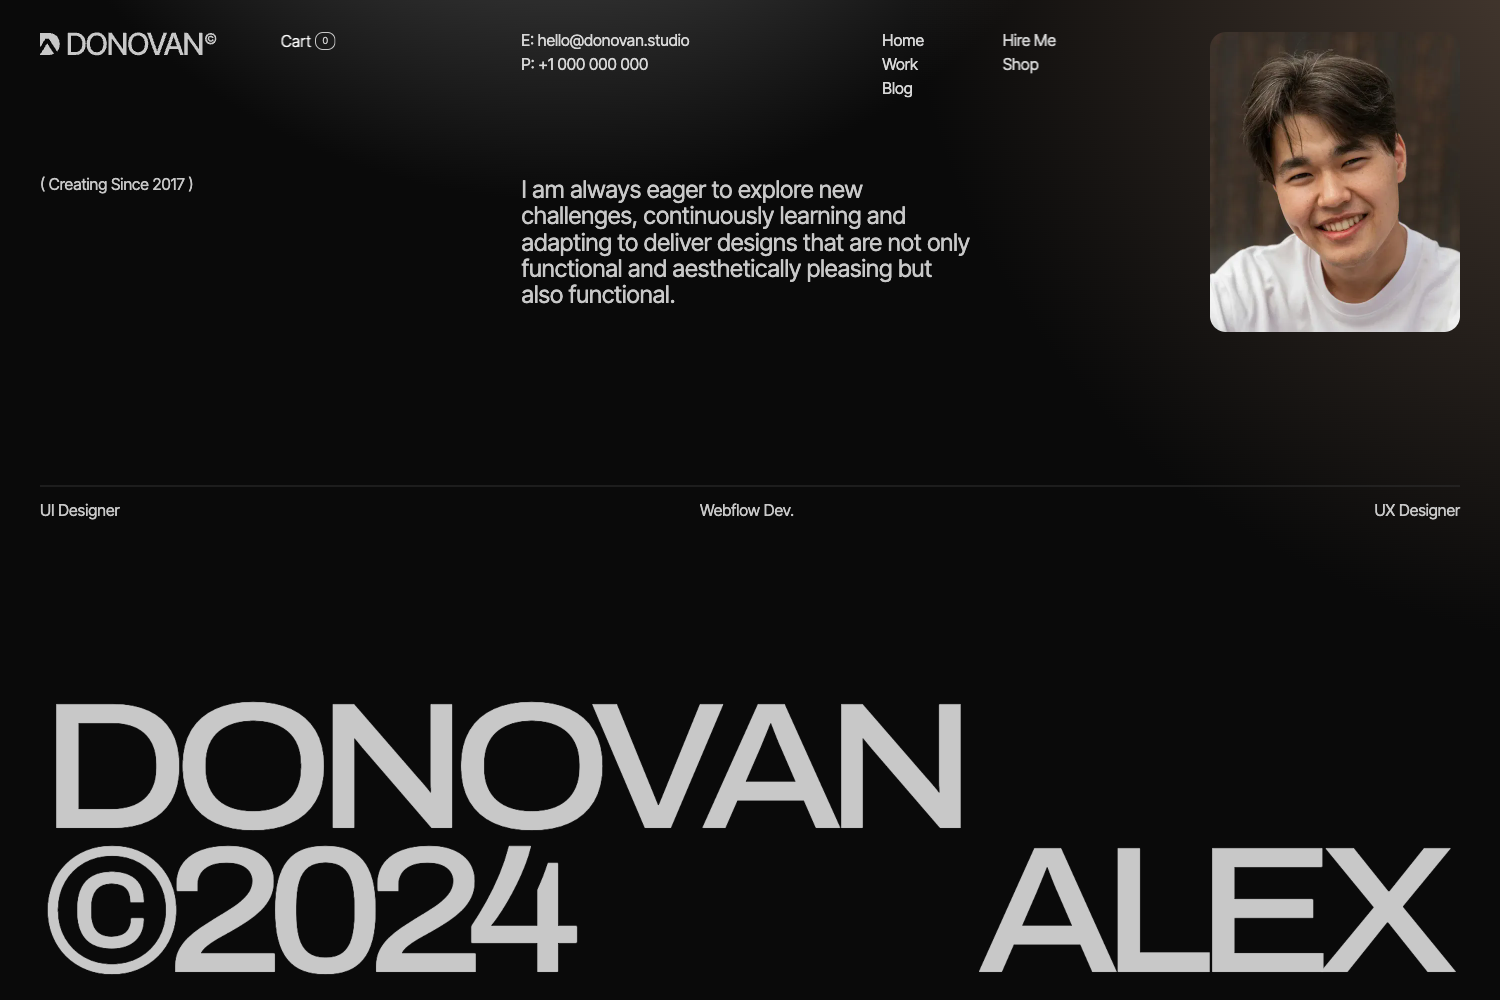 DONOVAN©
Cart 0
E: hello@donovan.studio
P: +1 000 000 000
Home
Work
Blog
Hire Me
Shop
( Creating Since 2017 )
I am always eager to explore new
challenges, continuously learning and
adapting to deliver designs that are not only
functional and aesthetically pleasing but
also functional.
UI Designer
Webflow Dev.
UX Designer
DONOVAN
©2024
ALEX